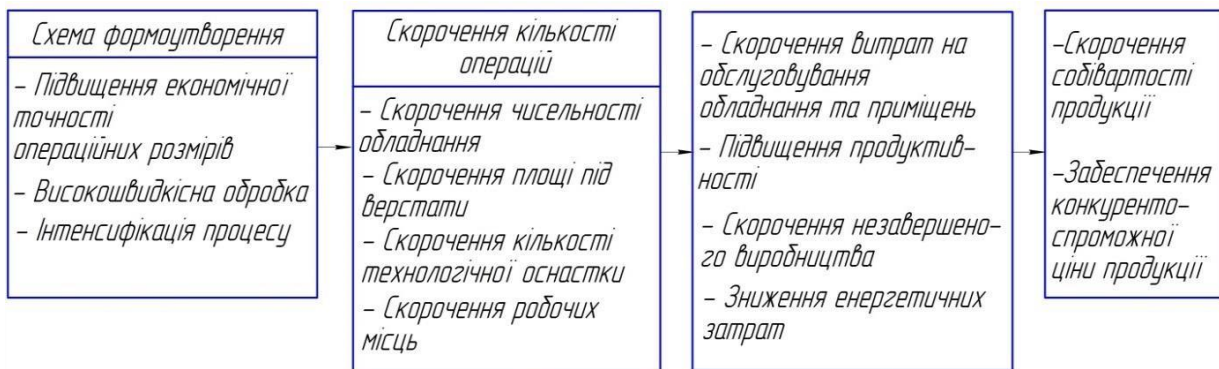 Схема формоутворення
– Підвищення економічної
точності
операційних розмірів
– Високошвидкісна обробка
– Інтенсифікація процесу
Скорочення кількості
операцій
– Скорочення чисельності
обладнання
– Скорочення площі під
верстати
– Скорочення кількості
технологічної оснастки
– Скорочення робочих
місць
– Скорочення витрат на
обслуговування
обладнання та приміщень
– Підвищення продуктив-
ності
– Скорочення незавершено-
го виробництва
– Зниження енергетичних
затрат
–Скорочення
собівартості
продукції
–Забеспечення
конкуренто-
спроможної
ціни продукції